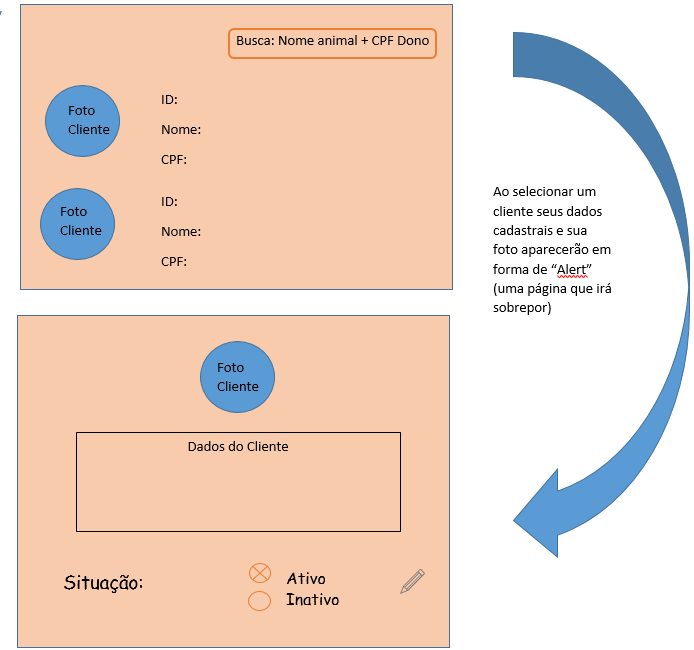 Busca: Nome animal + CPF Dono
Foto
Cliente
ID:
Nome:
CPF:
Foto
Cliente
ID:
Nome:
CPF:
Ao selecionar um
cliente seus dados
cadastrais e sua
foto aparecerão em
forma de “Alert”
(uma página que irá
sobrepor)
Foto
Cliente
Dados do Cliente
Situação:
Ativo
Inativo